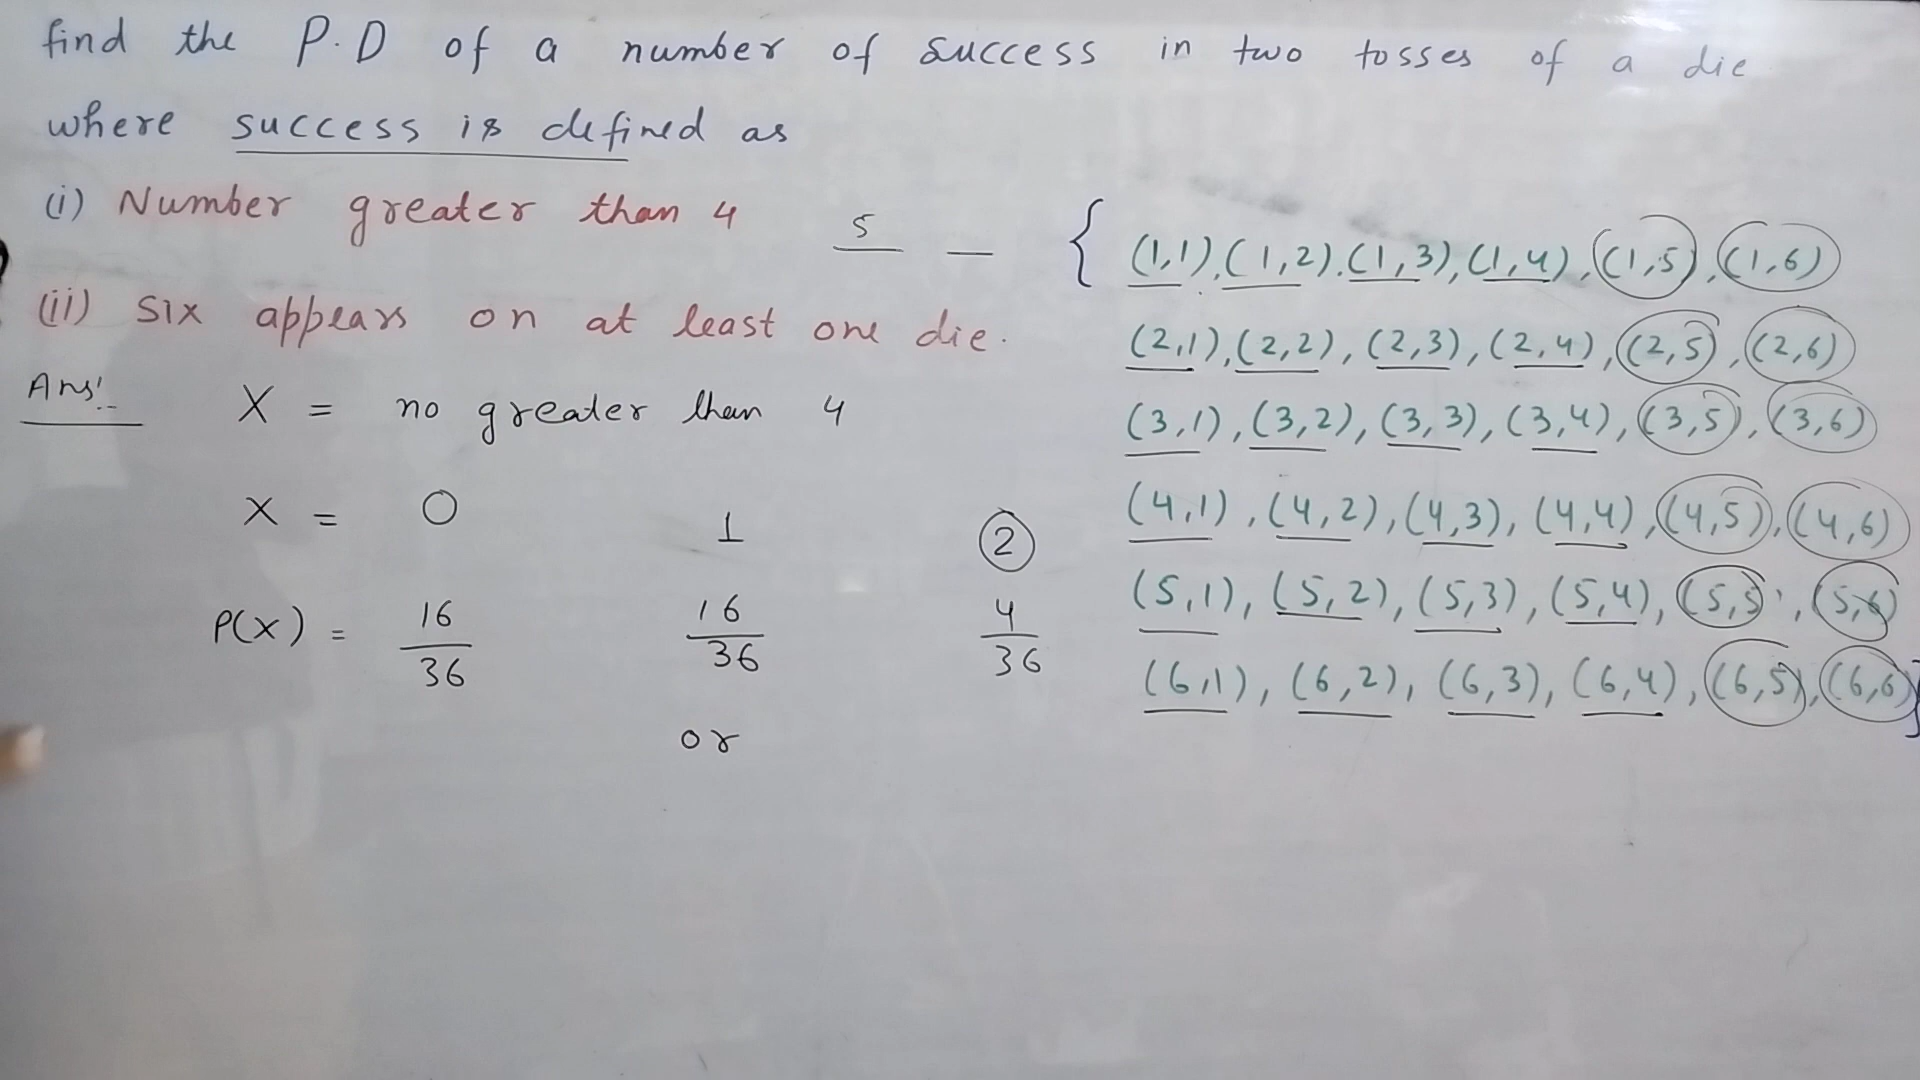 find the P.D of a number of success in two tosses of a die
where success is defined as
(i) Number greater than 4
5
(ii) six appears on at least one die.
Ans:
X = no greater then 4
X = 0 1 2
P(X) = 16/36 16/36 4/36
or
{ (1,1), (1,2). (1,3), (1,4), (1,5), (1,6)
(2,1), (2,2), (2,3), (2,4), (2,5), (2,6)
(3,1), (3,2), (3,3), (3,4), (3,5), (3,6)
(4,1), (4,2), (4,3), (4,4), (4,5), (4,6)
(5,1), (5,2), (5,3), (5,4), (5,5), (5,6)
(6,1), (6,2), (6,3), (6,4), (6,5), (6,6) }